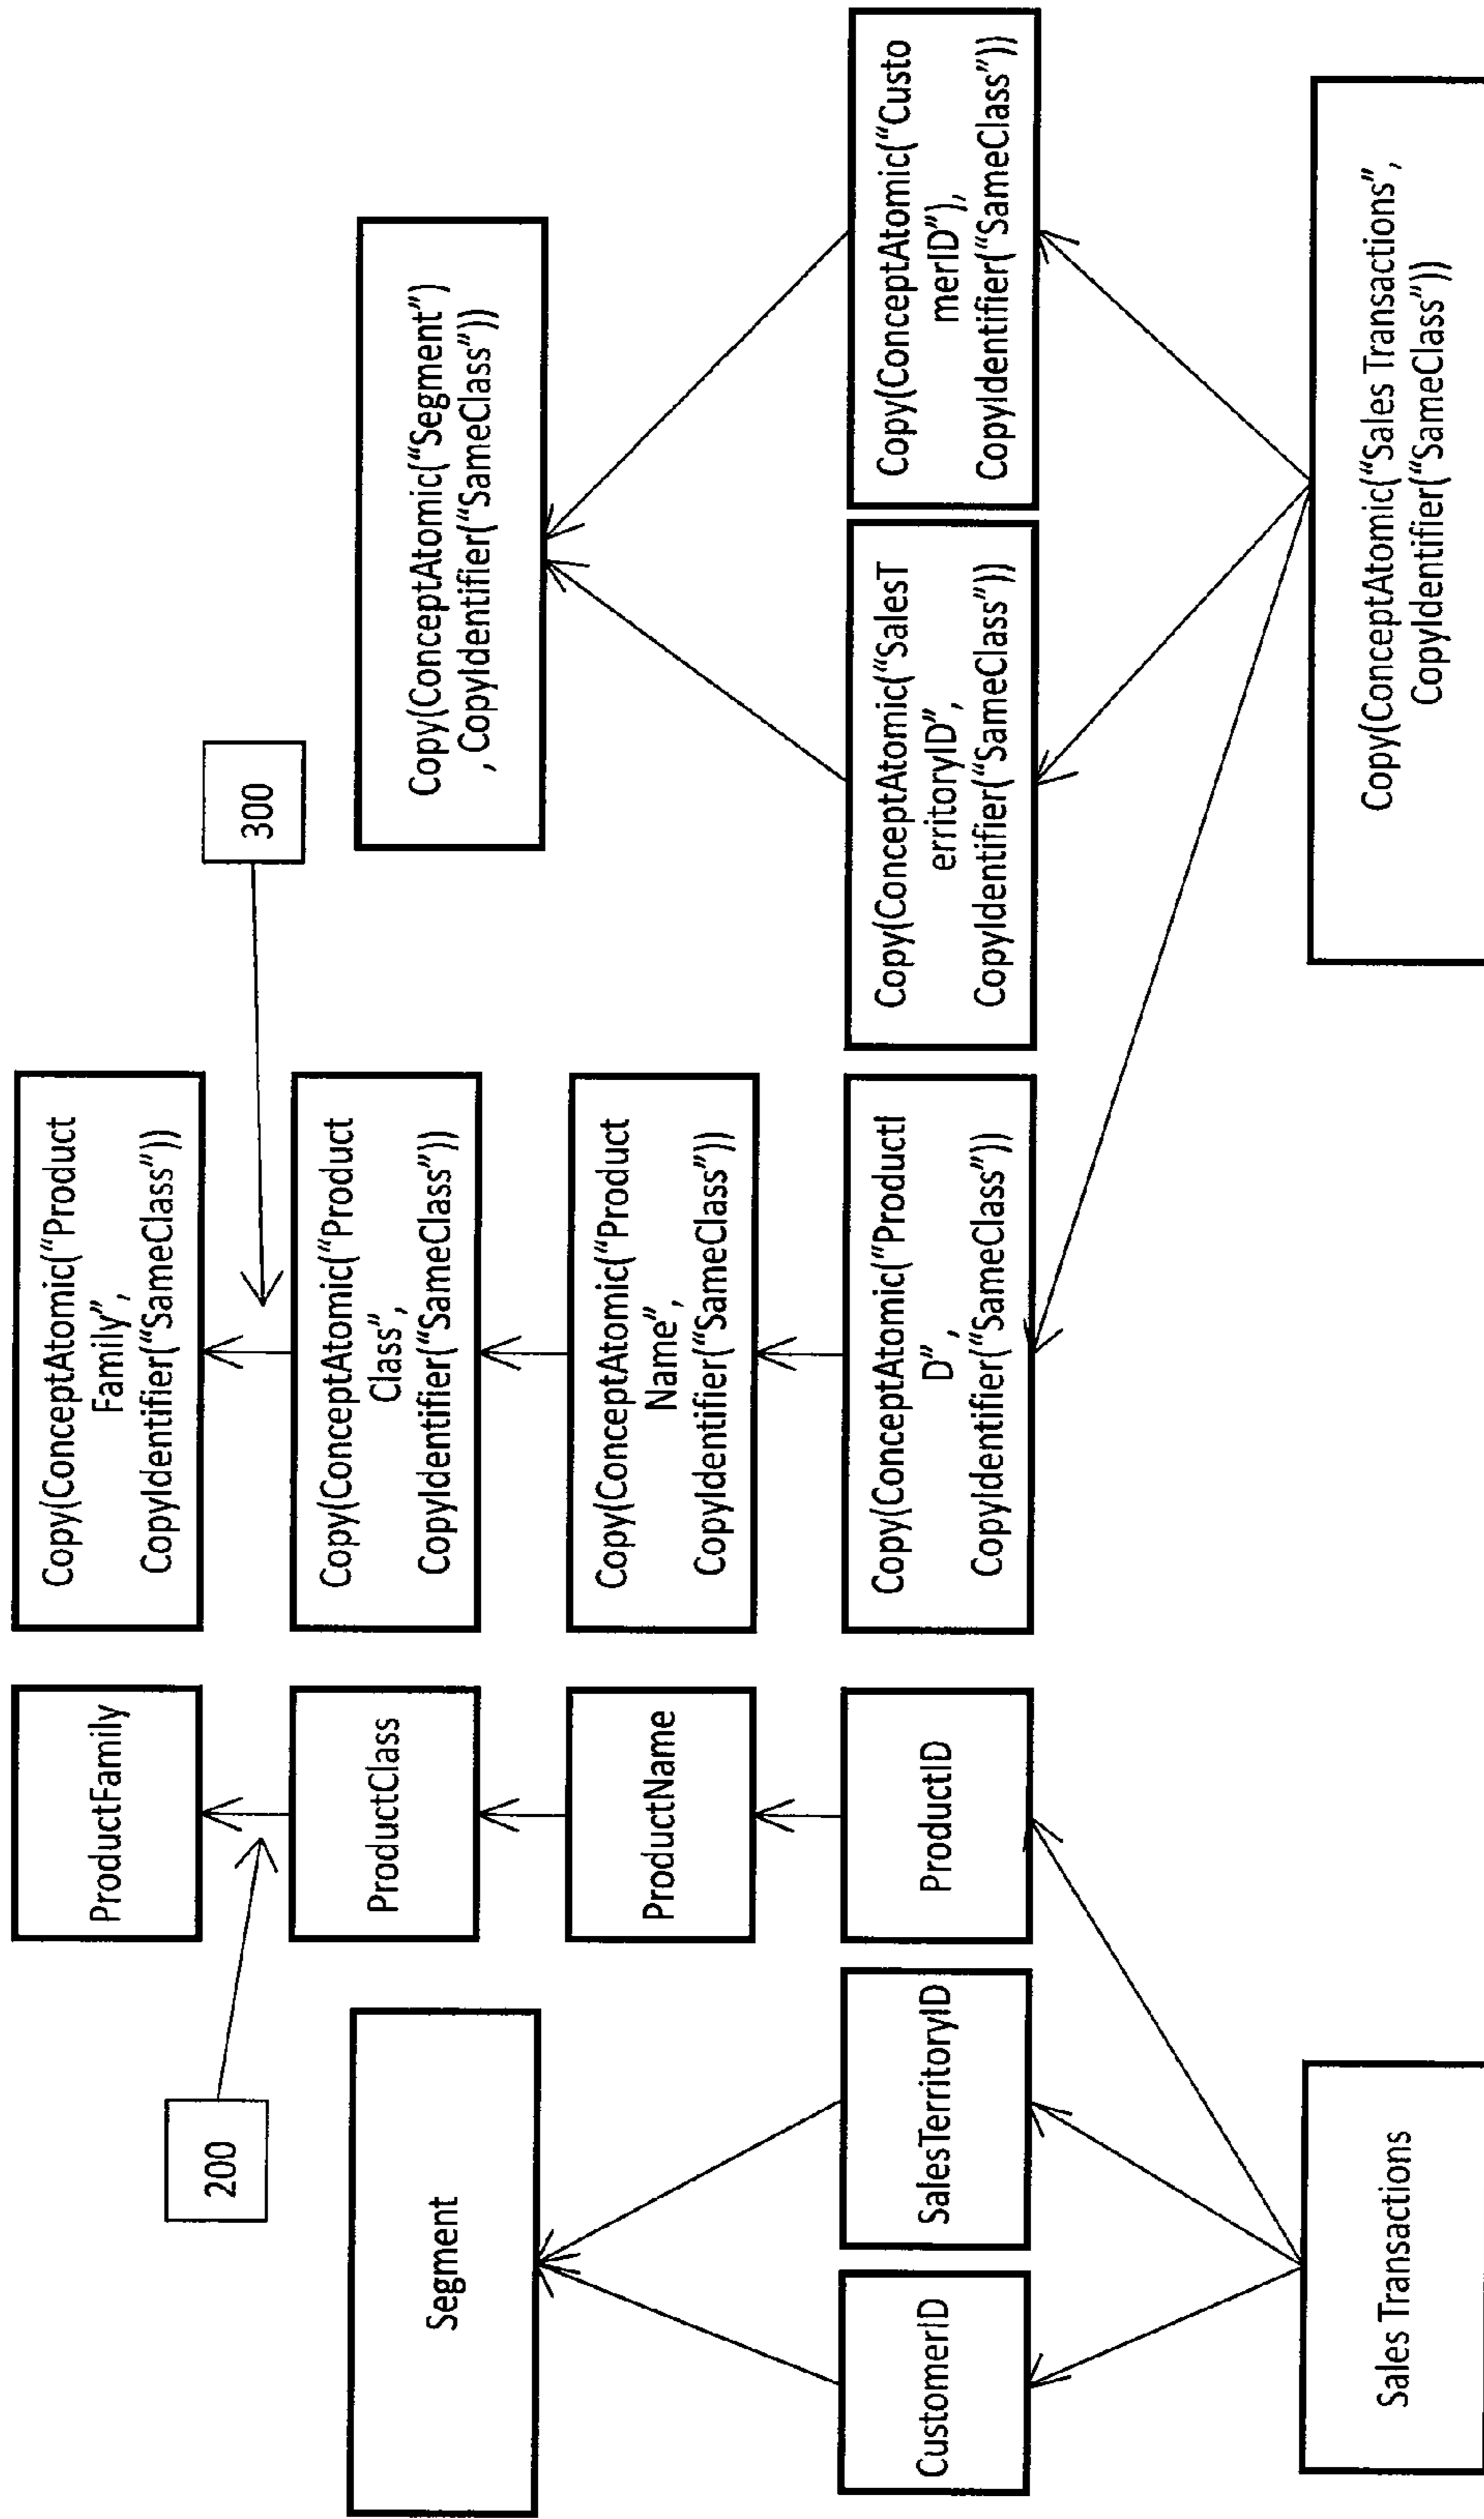 ProductFamily
Copy(ConceptAtomic(“Product
Family”,
CopyIdentifier(“SameClass”))
200
300
ProductClass
Copy(ConceptAtomic(“Product
Class”,
CopyIdentifier(“SameClass”))
Segment
Copy(ConceptAtomic(“Segment”)
, CopyIdentifier(“SameClass”))
ProductName
Copy(ConceptAtomic(“Product
Name”,
CopyIdentifier(“SameClass”))
CustomerID
SalesTerritoryID
ProductID
Copy(ConceptAtomic(“ProductI
D”,
CopyIdentifier(“SameClass”))
Copy(ConceptAtomic(“SalesT
erritoryID”,
CopyIdentifier(“SameClass”))
Copy(ConceptAtomic(“Custo
merID”),
CopyIdentifier(“SameClass”))
Sales Transactions
Copy(ConceptAtomic(“Sales Transactions”,
CopyIdentifier(“SameClass”))